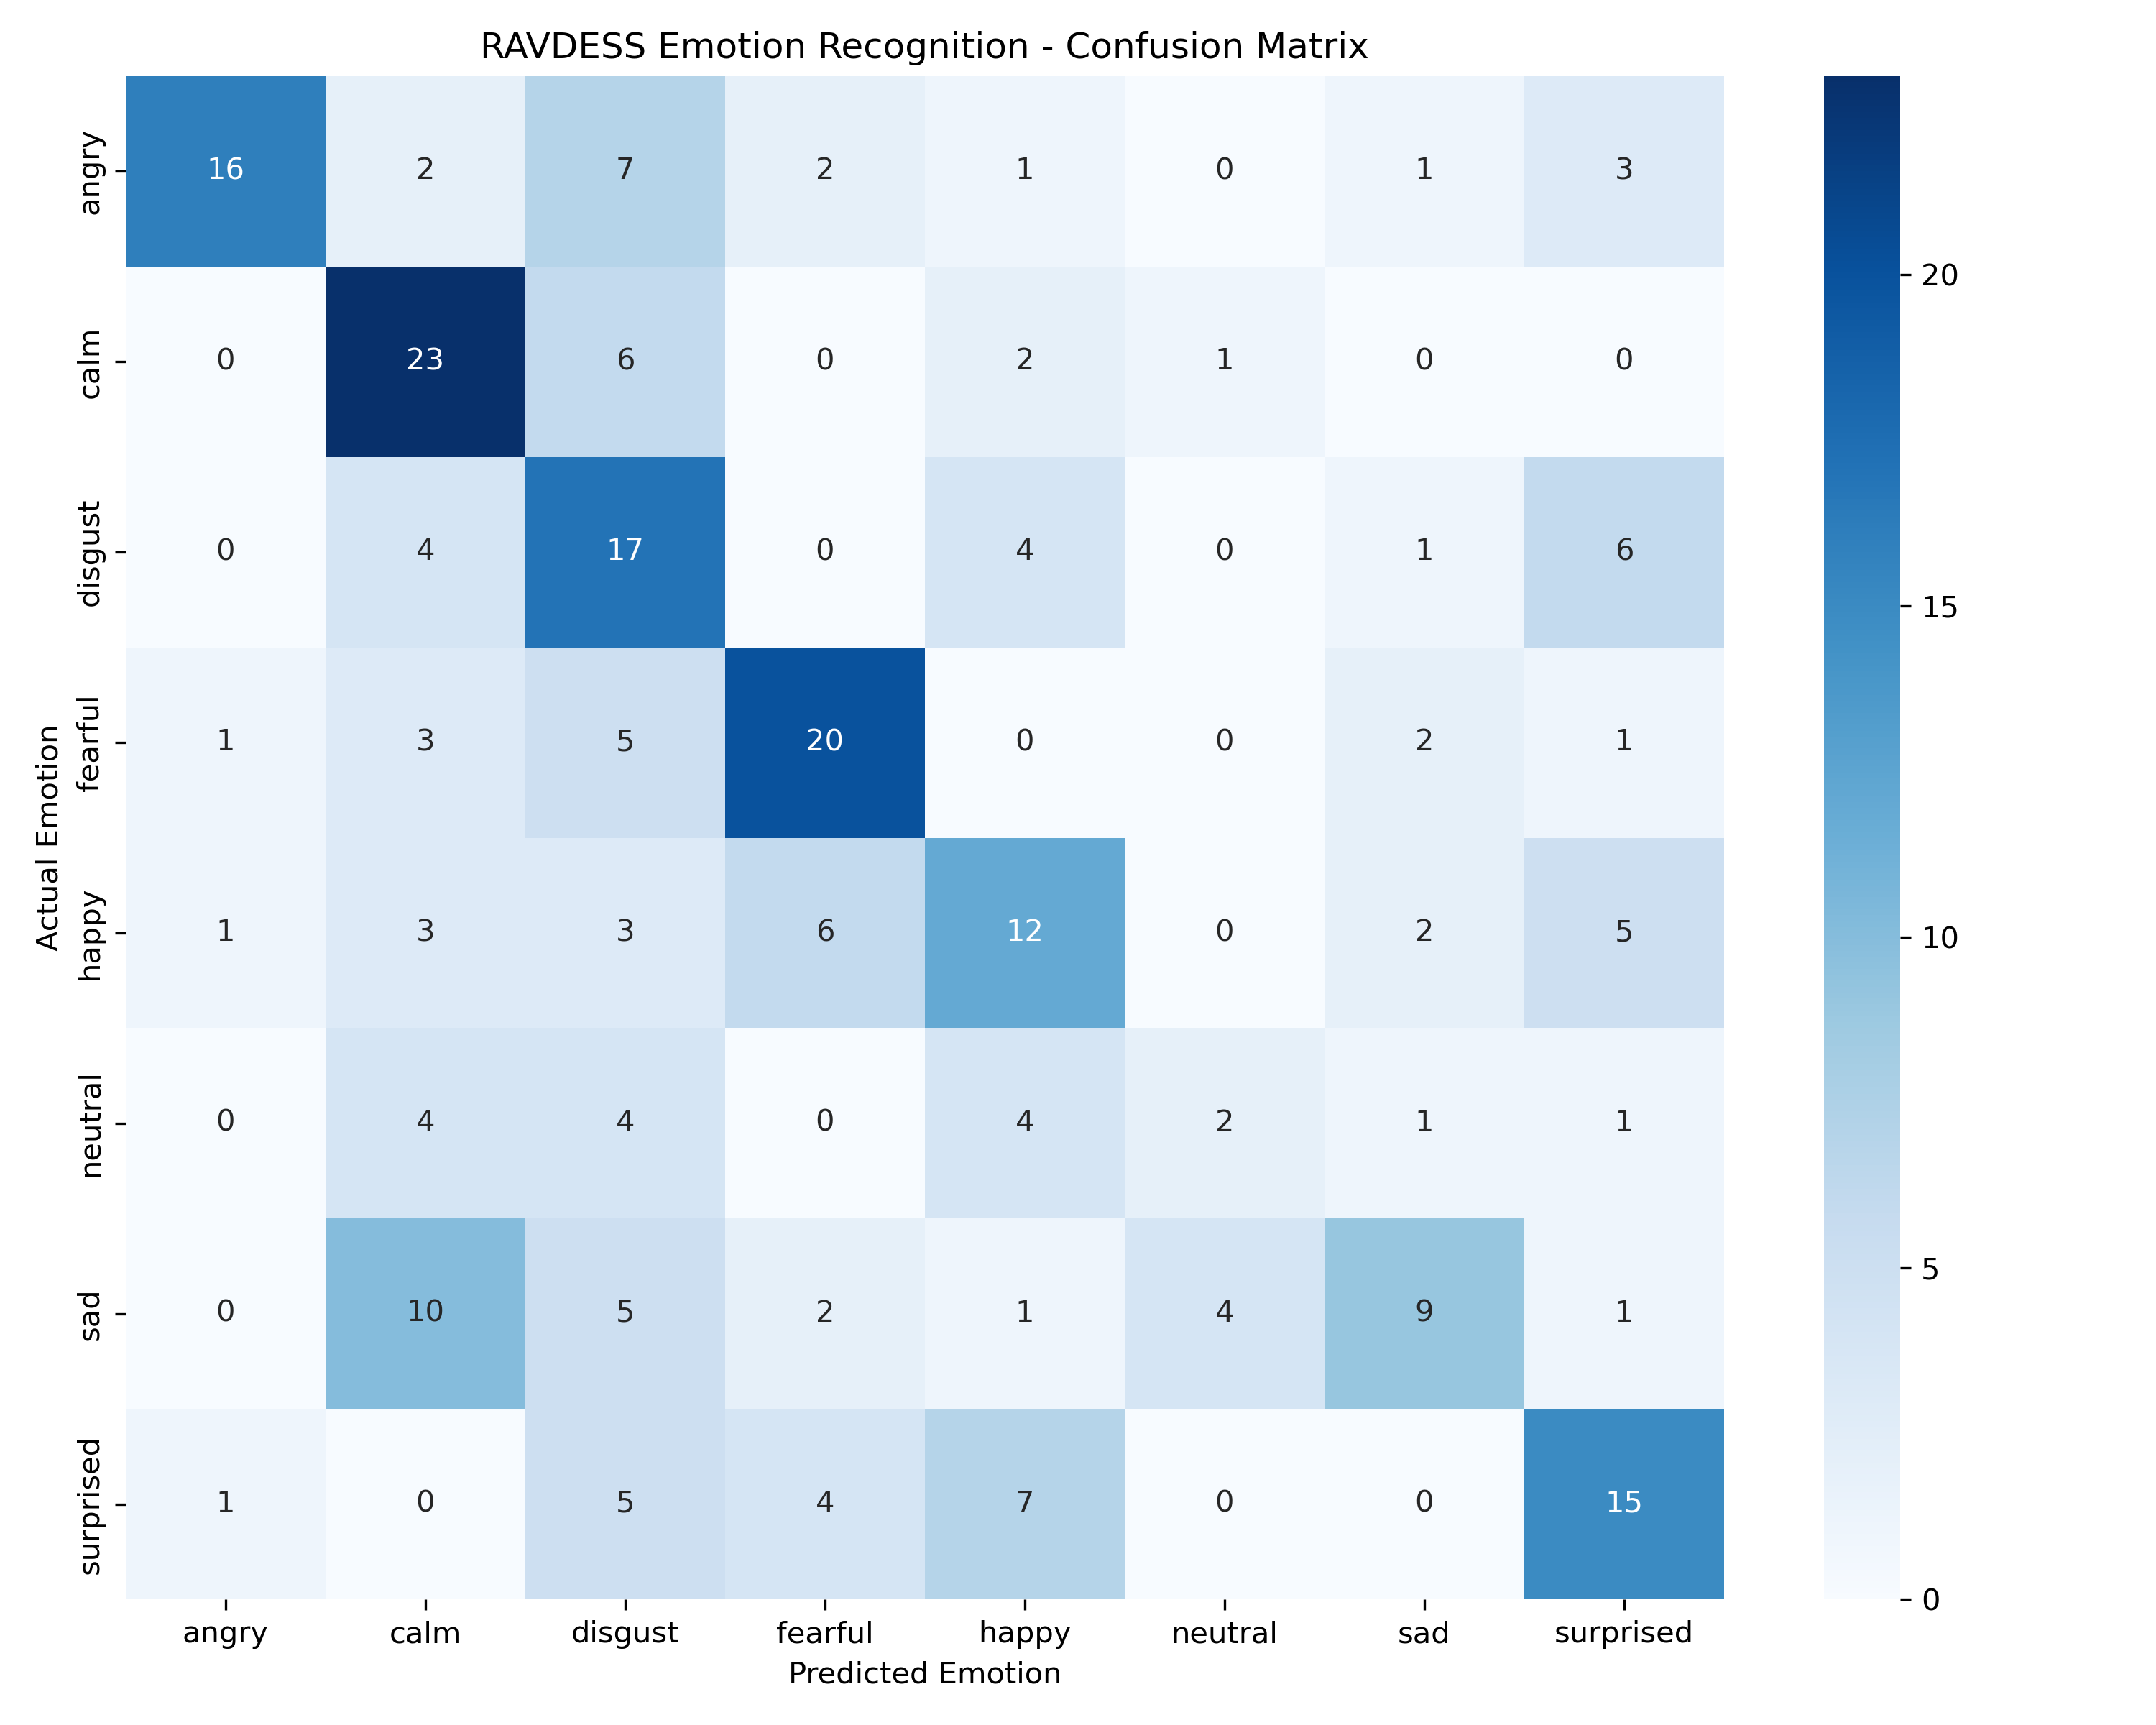 RAVDESS Emotion Recognition - Confusion Matrix
angry 16 2 7 2 1 0 1 3
calm 0 23 6 0 2 1 0 0
disgust 0 4 17 0 4 0 1 6
fearful 1 3 5 20 0 0 2 1
happy 1 3 3 6 12 0 2 5
neutral 0 4 4 0 4 2 1 1
sad 0 10 5 2 1 4 9 1
surprised 1 0 5 4 7 0 0 15
Actual Emotion
angry calm disgust fearful happy neutral sad surprised
Predicted Emotion
20
15
10
5
0